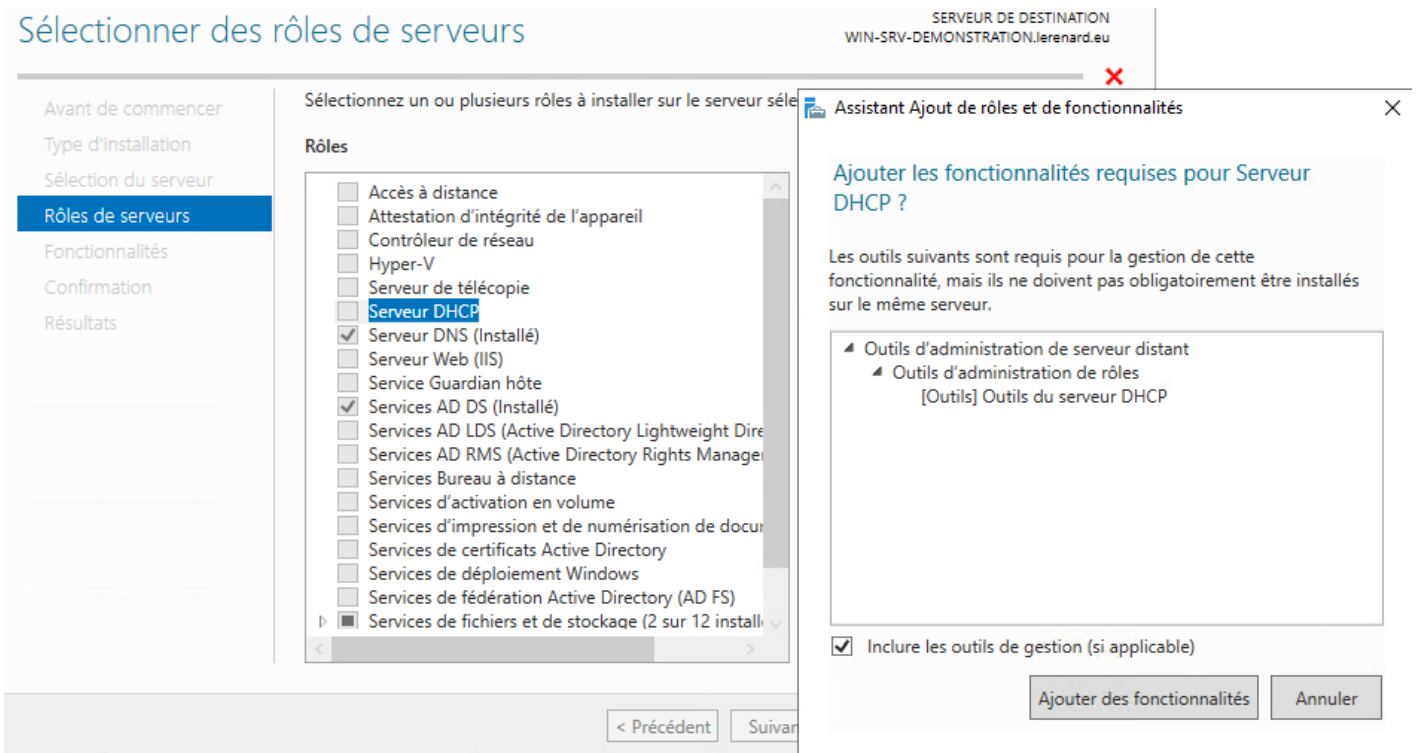 Sélectionner des rôles de serveurs
SERVEUR DE DESTINATION
WIN-SRV-DEMONSTRATION.lerenard.eu
Avant de commencer
Type d'installation
Sélection du serveur
Rôles de serveurs
Fonctionnalités
Confirmation
Résultats
Sélectionnez un ou plusieurs rôles à installer sur le serveur séle
Rôles
Accès à distance
Attestation d'intégrité de l'appareil
Contrôleur de réseau
Hyper-V
Serveur de télécopie
Serveur DHCP
Serveur DNS (Installé)
Serveur Web (IIS)
Service Guardian hôte
Services AD DS (Installé)
Services AD LDS (Active Directory Lightweight Dire
Services AD RMS (Active Directory Rights Manage
Services Bureau à distance
Services d'activation en volume
Services d'impression et de numérisation de docu
Services de certificats Active Directory
Services de déploiement Windows
Services de fédération Active Directory (AD FS)
Services de fichiers et de stockage (2 sur 12 install
< Précédent
Suivan
Assistant Ajout de rôles et de fonctionnalités
Ajouter les fonctionnalités requises pour Serveur
DHCP ?
Les outils suivants sont requis pour la gestion de cette
fonctionnalité, mais ils ne doivent pas obligatoirement être installés
sur le même serveur.
Outils d'administration de serveur distant
Outils d'administration de rôles
[Outils] Outils du serveur DHCP
Inclure les outils de gestion (si applicable)
Ajouter des fonctionnalités
Annuler